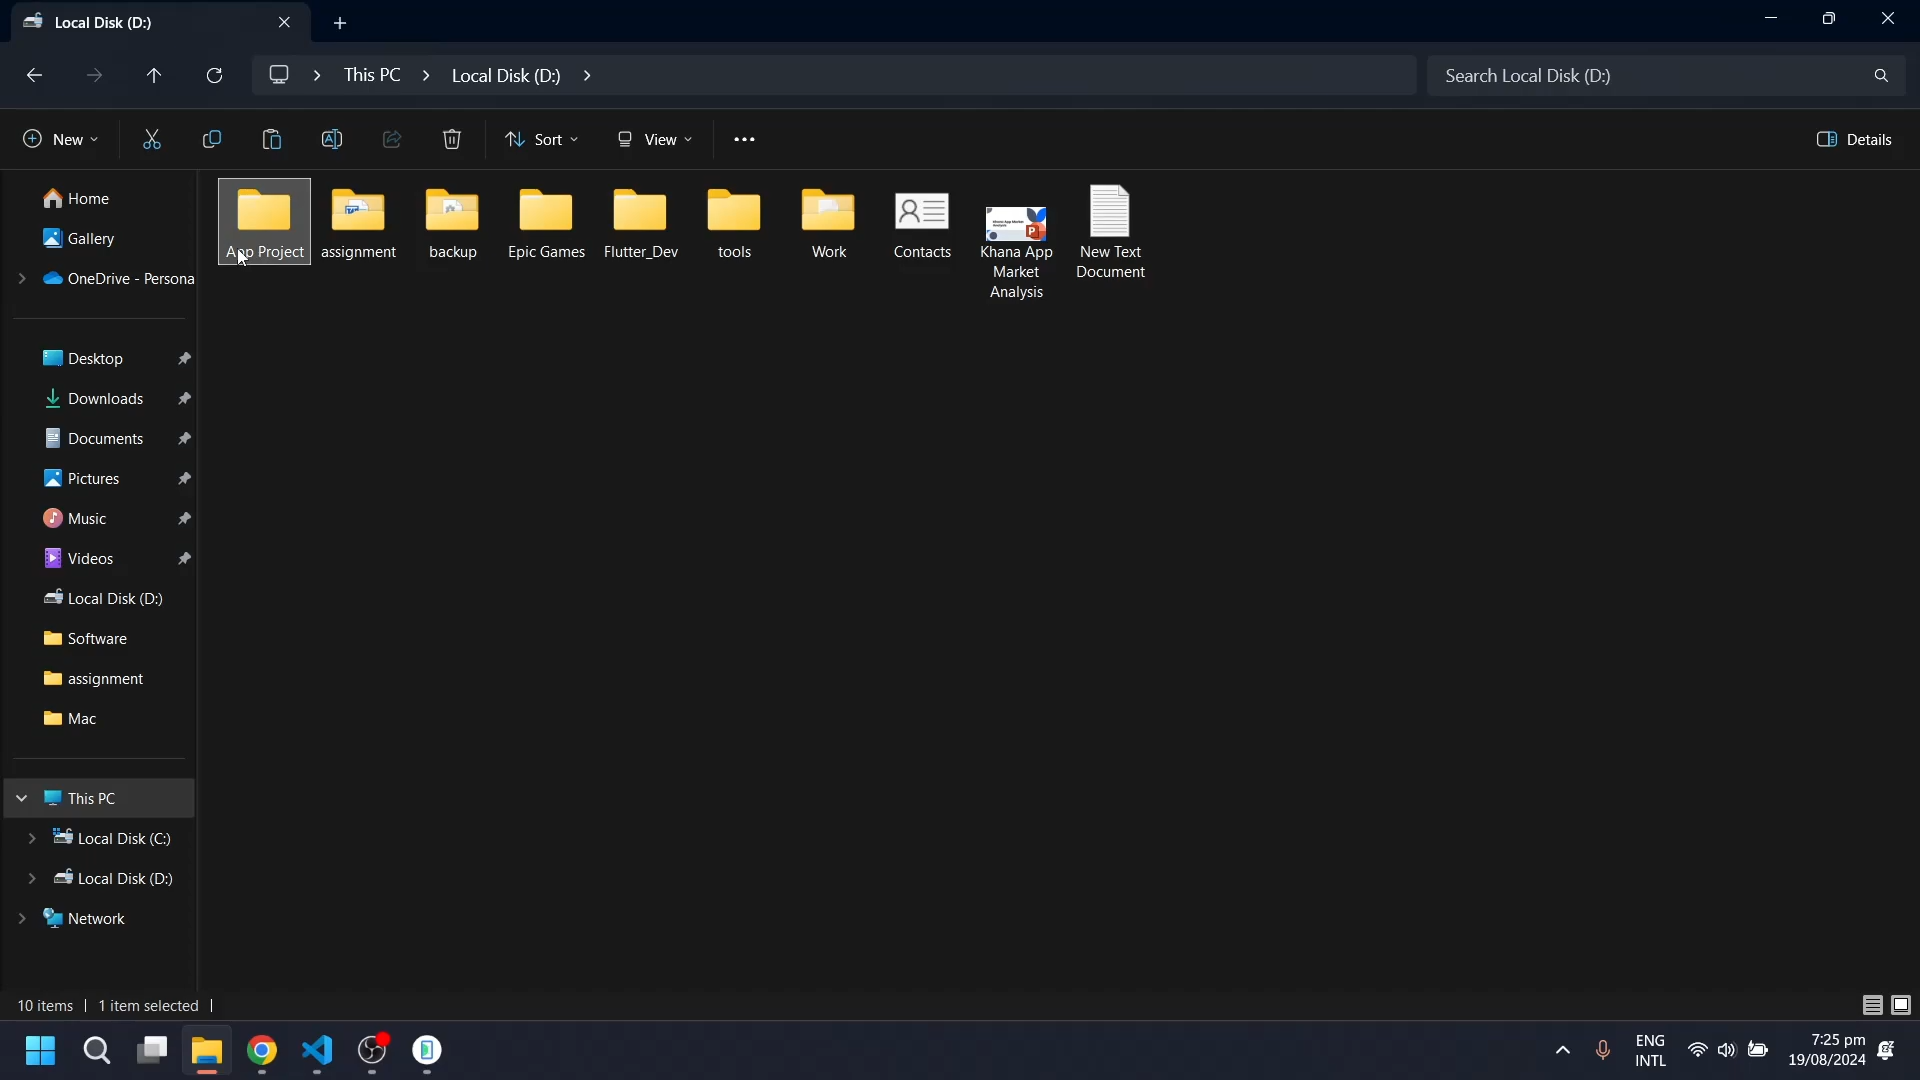 Local Disk (D:)
This PC
Local Disk (D:)
Search Local Disk (D:)
New
Sort
View
Details
Home
Gallery
OneDrive - Persona
Desktop
Downloads
Documents
Pictures
Music
Videos
Local Disk (D:)
Software
assignment
Mac
This PC
Local Disk (C:)
Local Disk (D:)
Network
App Project
assignment
backup
Epic Games
Flutter_Dev
tools
Work
Contacts
Khana App
Market
Analysis
New Text
Document
10 items
1 item selected
ENG
INTL
7:25 pm
19/08/2024